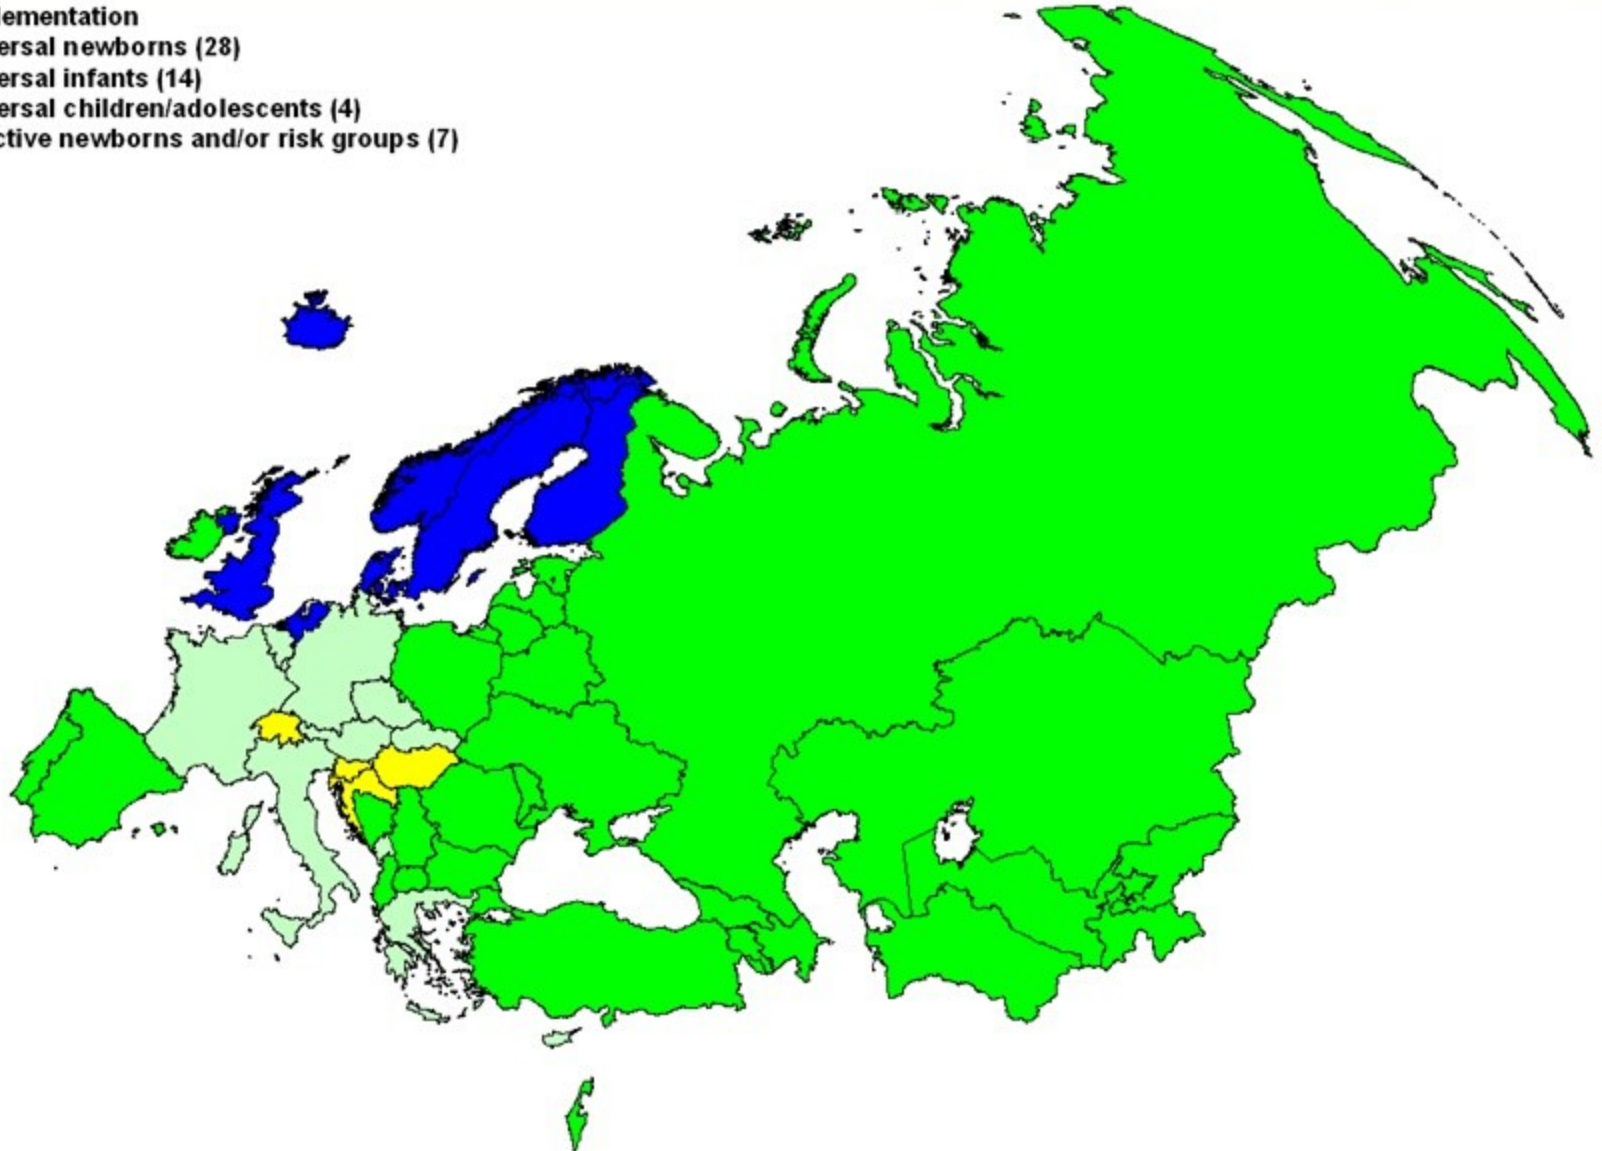 lementation
ersal newborns (28)
ersal infants (14)
ersal children/adolescents (4)
ctive newborns and/or risk groups (7)